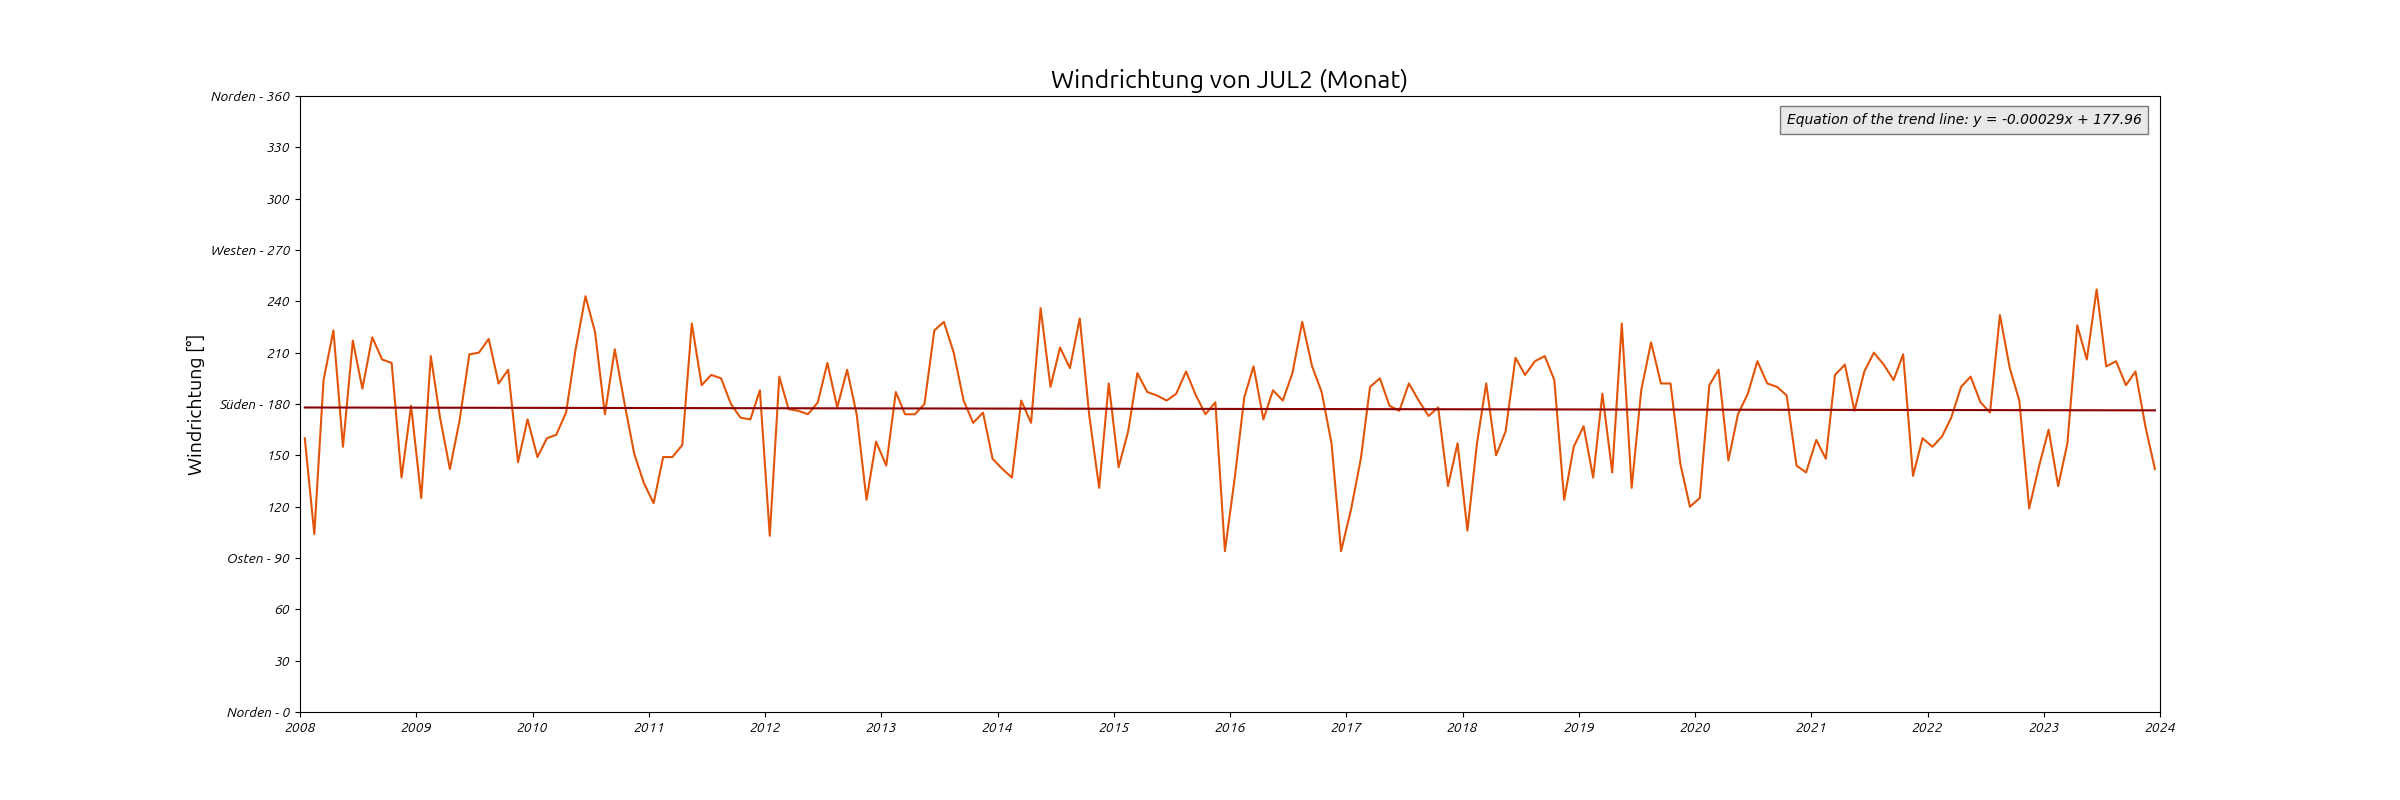 Windrichtung von JUL2 (Monat)
Equation of the trend line: y = -0.00029x + 177.96
Windrichtung [°]
Norden - 360
330
300
Westen - 270
240
210
Süden - 180
150
120
Osten - 90
60
30
Norden - 0
2008 2009 2010 2011 2012 2013 2014 2015 2016 2017 2018 2019 2020 2021 2022 2023 2024